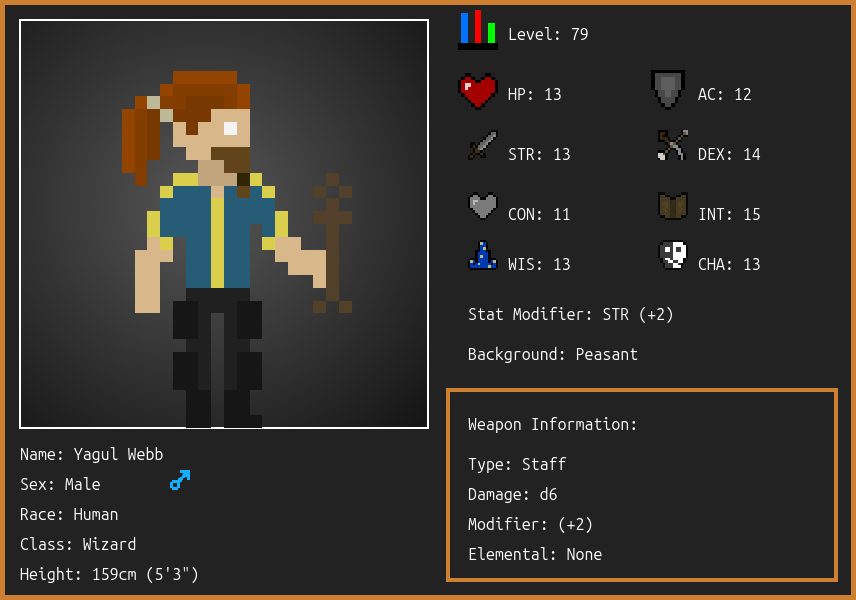 Level: 79
HP: 13
AC: 12
STR: 13
DEX: 14
CON: 11
INT: 15
WIS: 13
CHA: 13
Stat Modifier: STR (+2)
Background: Peasant
Weapon Information:
Type: Staff
Damage: d6
Modifier: (+2)
Elemental: None
Name: Yagul Webb
Sex: Male
Race: Human
Class: Wizard
Height: 159cm (5'3")